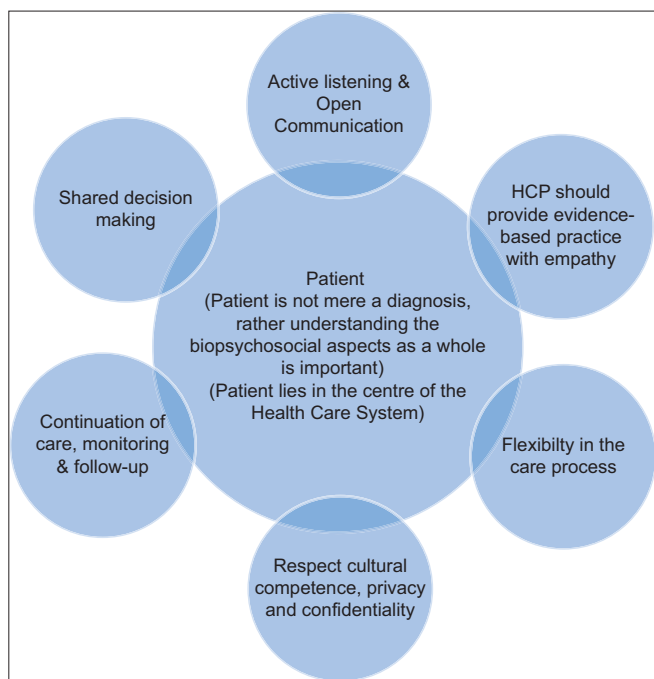 Active listening &
Open
Communication
Shared decision
making
HCP should
provide evidence-
based practice
with empathy
Patient
(Patient is not mere a diagnosis,
rather understanding the
biopsychosocial aspects as a whole
is important)
(Patient lies in the centre of the
Health Care System)
Continuation of
care, monitoring
& follow-up
Flexibilty in the
care process
Respect cultural
competence, privacy
and confidentiality